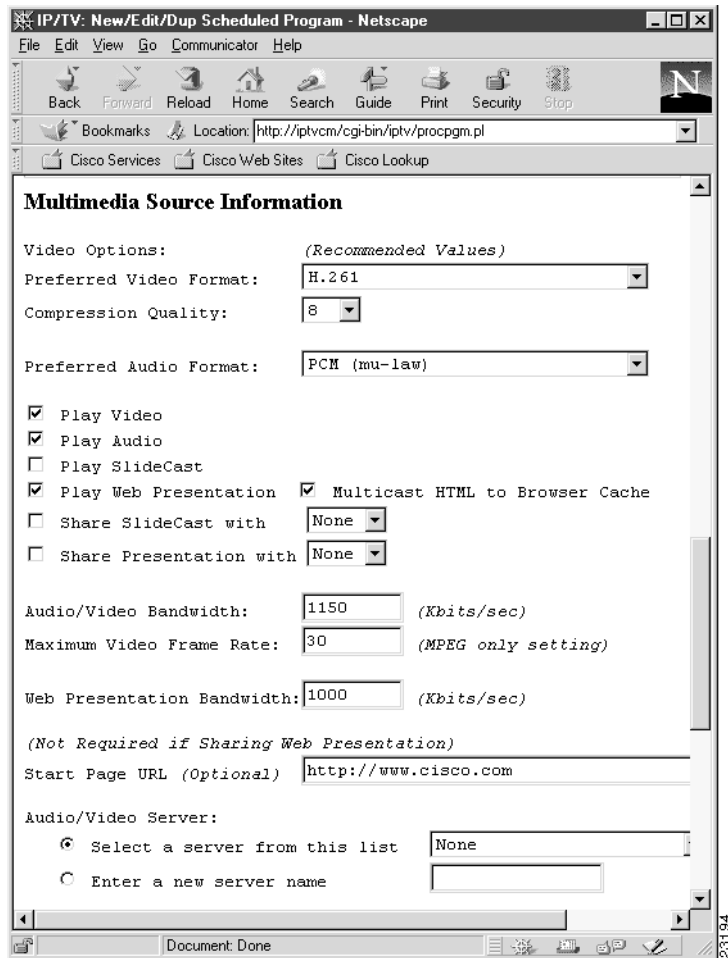 IP/TV: New/Edit/Dup Scheduled Program - Netscape
File Edit View Go Communicator Help
Back Forward Reload Home Search Guide Print Security Stop
N
Bookmarks Location: http://iptvcm/cgi-bin/iptv/procpgm.pl
Cisco Services Cisco Web Sites Cisco Lookup
Multimedia Source Information
Video Options: (Recommended Values)
Preferred Video Format: H.261
Compression Quality: 8
Preferred Audio Format: PCM (mu-law)
Play Video
Play Audio
Play SlideCast
Play Web Presentation Multicast HTML to Browser Cache
Share SlideCast with None
Share Presentation with None
Audio/Video Bandwidth: 1150 (Kbits/sec)
Maximum Video Frame Rate: 30 (MPEG only setting)
Web Presentation Bandwidth: 1000 (Kbits/sec)
(Not Required if Sharing Web Presentation)
Start Page URL (Optional) http://www.cisco.com
Audio/Video Server:
Select a server from this list None
Enter a new server name
Document: Done
23194